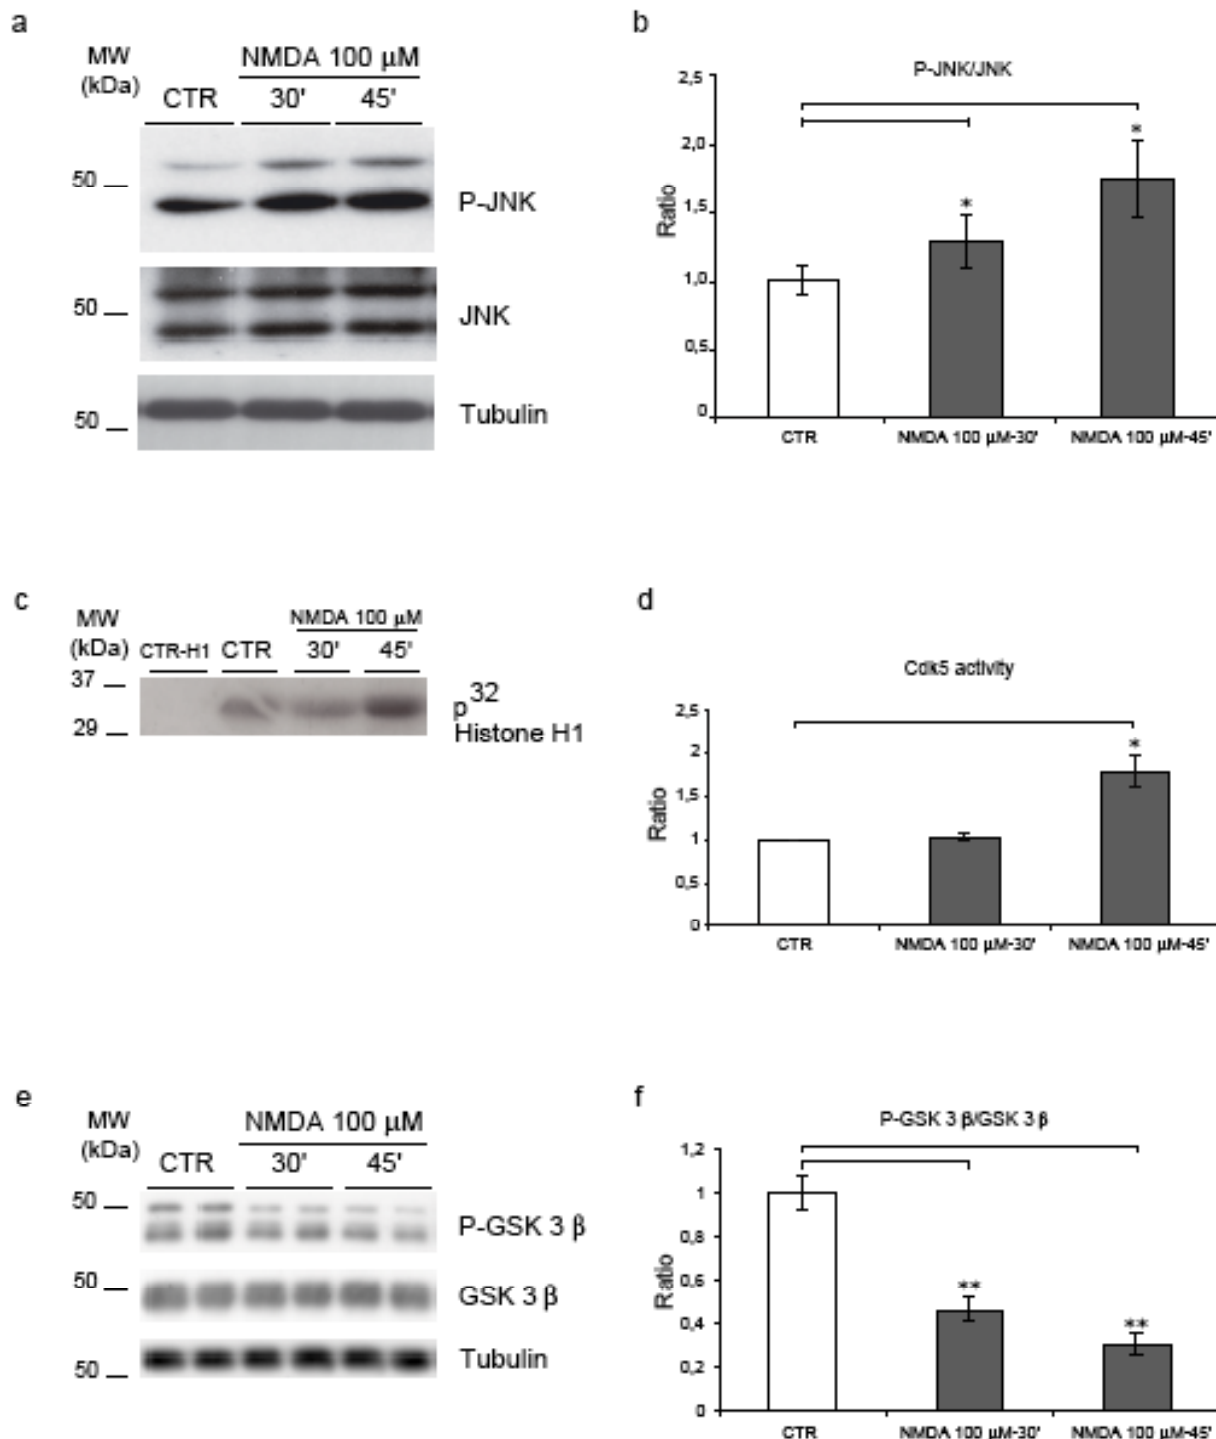 a
MW
(kDa)
NMDA 100 µM
CTR 30' 45'
50
P-JNK
50
JNK
50
Tubulin
b
P-JNK/JNK
2,5
2,0
1,5
1,0
0,5
0
Ratio
*
*
CTR NMDA 100 µM-30' NMDA 100 µM-45'
c
MW
(kDa)
NMDA 100 µM
CTR-H1 CTR 30' 45'
37
29
p32
Histone H1
d
Cdk5 activity
2,5
2
1,5
1
0,5
0
Ratio
*
CTR NMDA 100 µM-30' NMDA 100 µM-45'
e
MW
(kDa)
NMDA 100 µM
CTR 30' 45'
50
P-GSK 3 β
50
GSK 3 β
50
Tubulin
f
P-GSK 3 β/GSK 3 β
1,2
1
0,8
0,6
0,4
0,2
0
Ratio
**
**
CTR NMDA 100 µM-30' NMDA 100 µM-45'